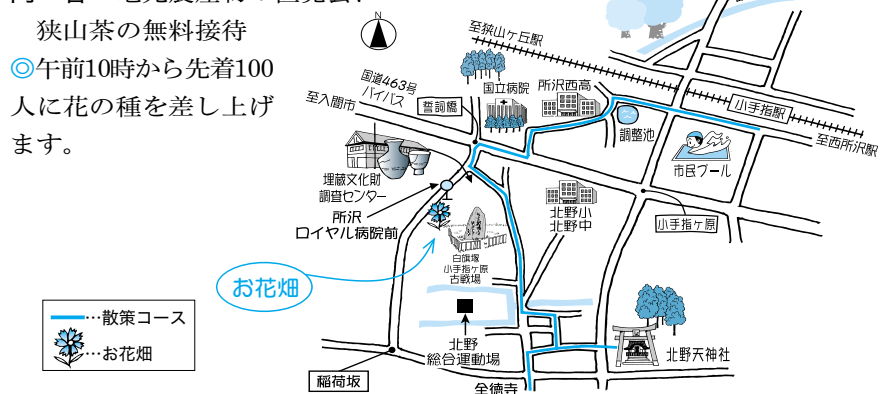 狭山茶の無料接待
◎午前10時から先着100
人に花の種を差し上げ
ます。
N
至狭山ヶ丘駅
国道463号
バイパス
至入間市
誓詞橋
国立病院
所沢西高
調整池
小手指駅
至西所沢駅
市民プール
埋蔵文化財
調査センター
所沢
ロイヤル病院前
北野小
北野中
小手指ヶ原
白旗塚
小手指ヶ原
古戦場
お花畑
…散策コース
…お花畑
北野
総合運動場
北野天神社
稲荷坂
全徳寺